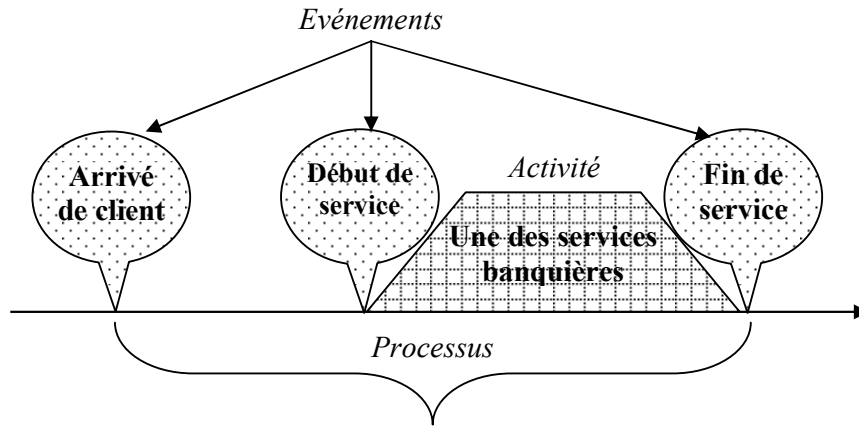 Evénements
Arrivé
de client
Début de
service
Activité
Fin de
service
Une des services
banquières
Processus